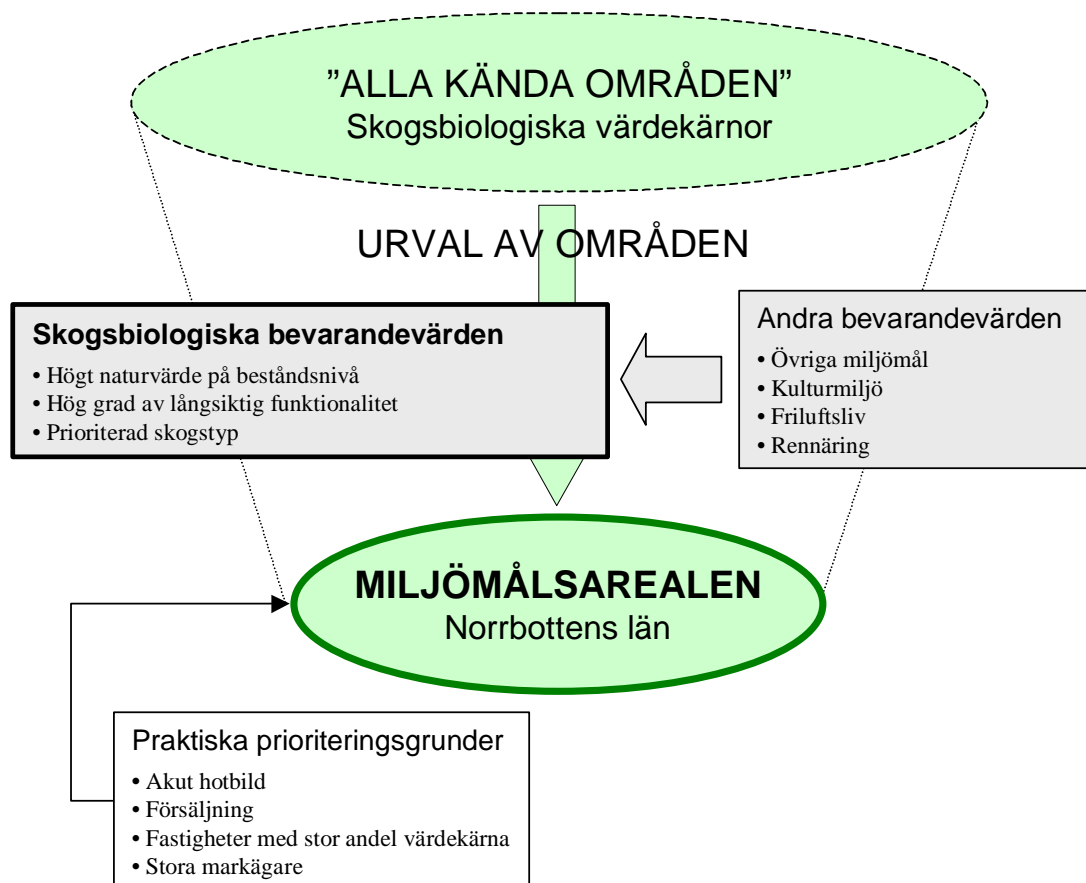 ”ALLA KÄNDA OMRÅDEN”
Skogsbiologiska värdekärnor
URVAL AV OMRÅDEN
Skogsbiologiska bevarandevärden
• Högt naturvärde på beståndsnivå
• Hög grad av långsiktig funktionalitet
• Prioriterad skogstyp
Andra bevarandevärden
• Övriga miljömål
• Kulturmiljö
• Friluftsliv
• Rennäring
MILJÖMÅLSAREALEN
Norrbottens län
Praktiska prioriteringsgrunder
• Akut hotbild
• Försäljning
• Fastigheter med stor andel värdekärna
• Stora markägare